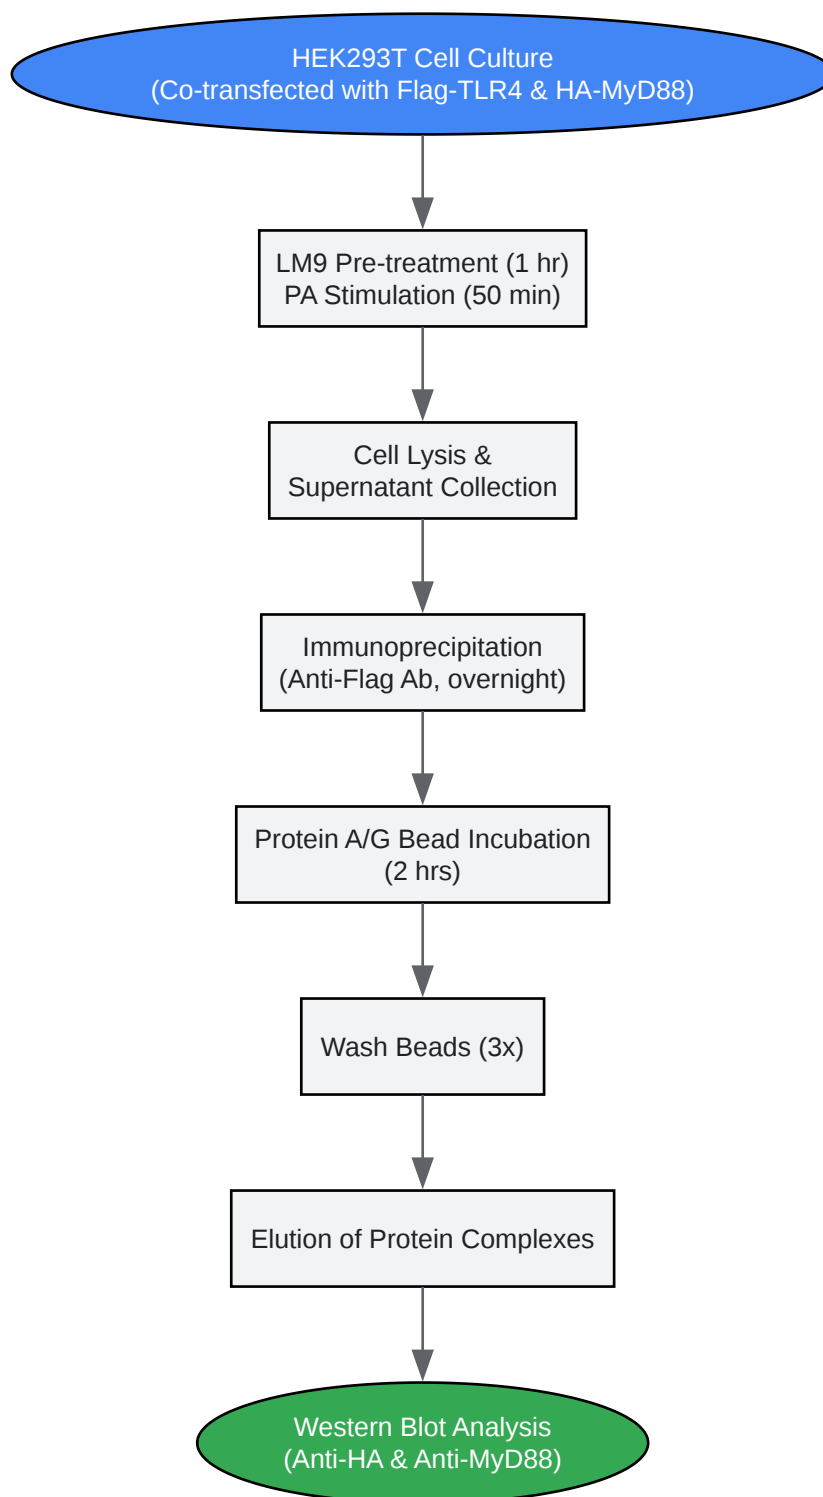 HEK293T Cell Culture
(Co-transfected with Flag-TLR4 & HA-MyD88)
LM9 Pre-treatment (1 hr)
PA Stimulation (50 min)
Cell Lysis &
Supernatant Collection
Immunoprecipitation
(Anti-Flag Ab, overnight)
Protein A/G Bead Incubation
(2 hrs)
Wash Beads (3x)
Elution of Protein Complexes
Western Blot Analysis
(Anti-HA & Anti-MyD88)